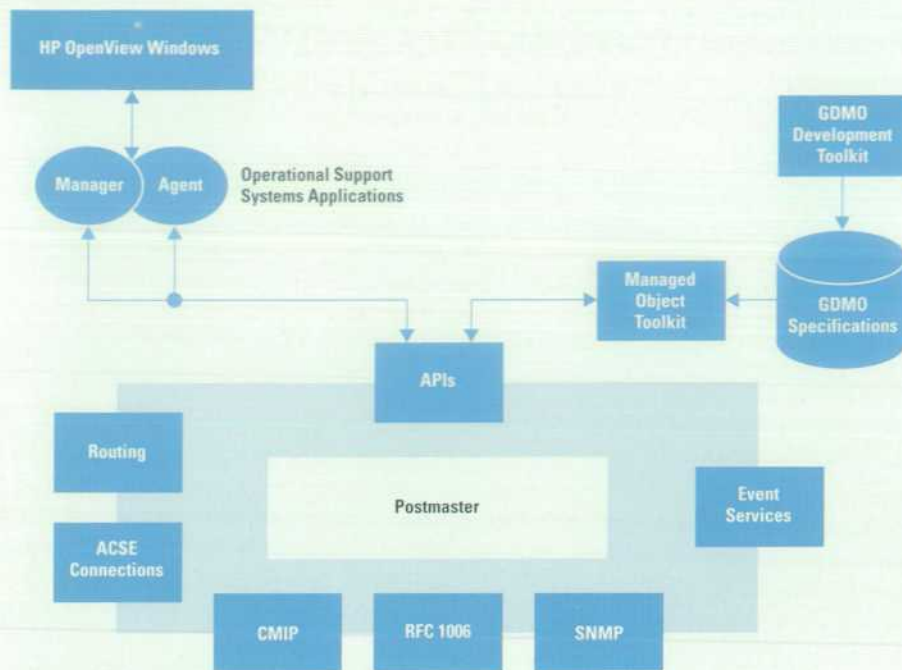 HP OpenView Windows
GDMO
Development
Toolkit
Manager
Agent
Operational Support
Systems Applications
Managed
Object
Toolkit
GDMO
Specifications
APIs
Routing
Postmaster
Event
Services
ACSE
Connections
CMIP
RFC 1006
SNMP